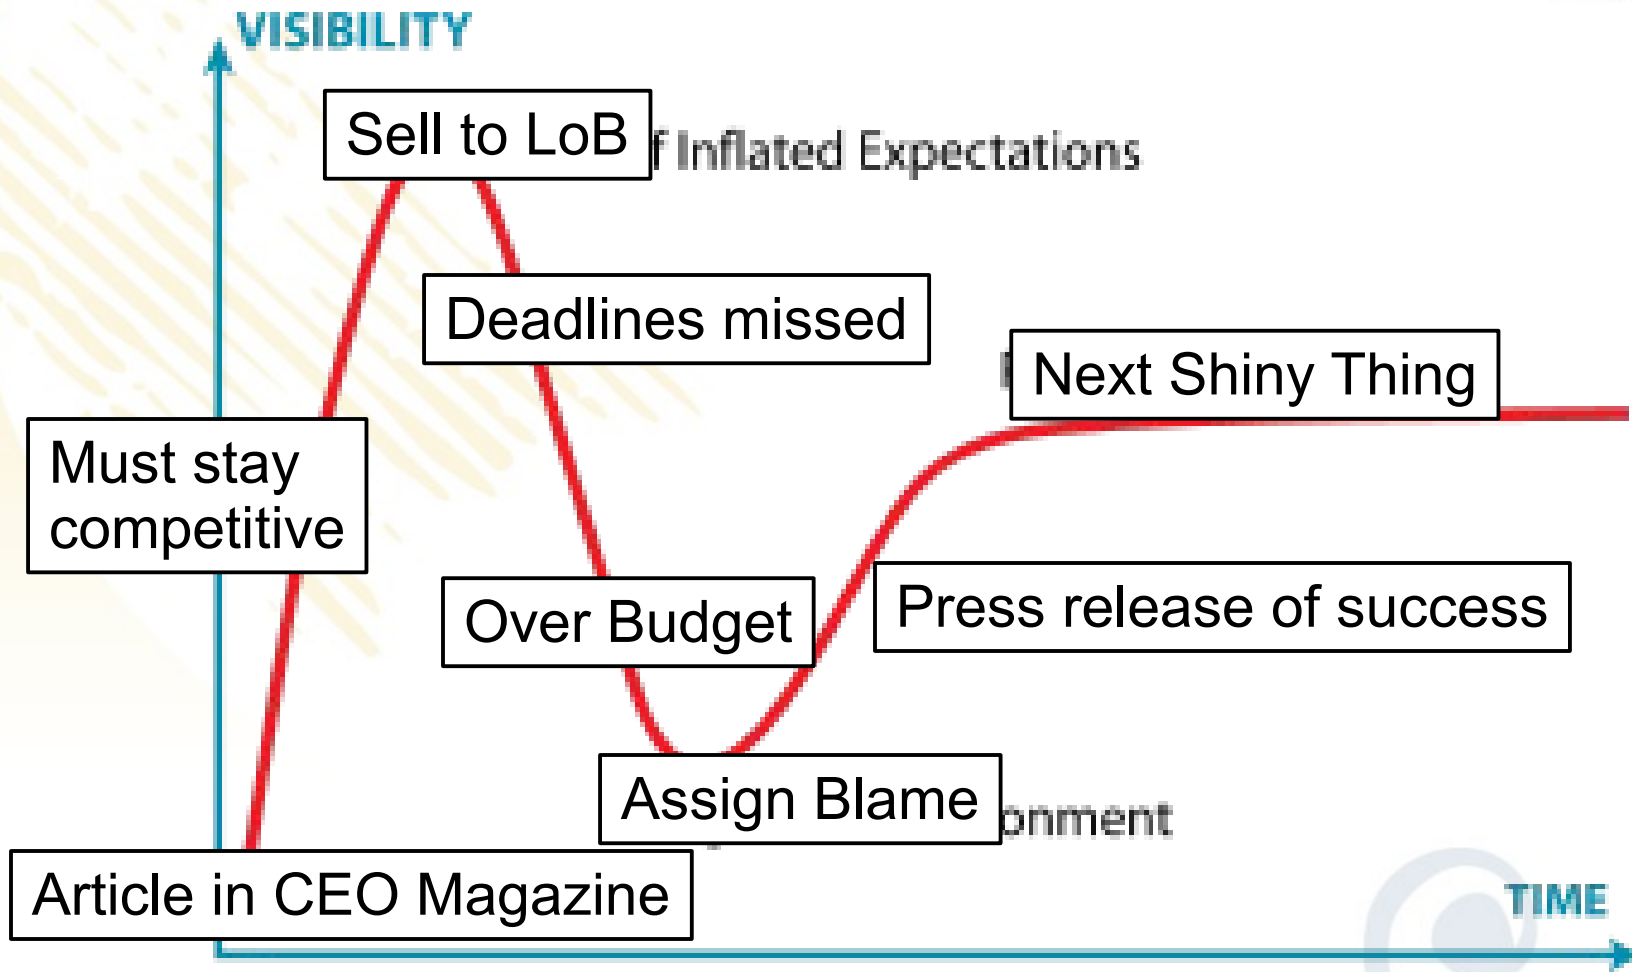 VISIBILITY
Sell to LoB
f Inflated Expectations
Deadlines missed
Next Shiny Thing
Must stay
competitive
Over Budget
Press release of success
Assign Blame
onment
Article in CEO Magazine
TIME